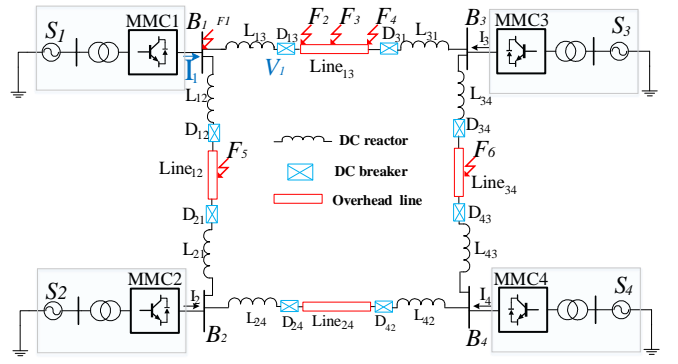 S1 MMC1 B1 F1 L13 D13 F2 F3 F4 D31 L31 B3 MMC3 S3
I1 V1 Line13 I3
L12 L34
D12 D34
F5 DC reactor F6
Line12 DC breaker Line34
D21 Overhead line D43
L21 L43
S2 MMC2 I2 I4 MMC4 S4
B2 L24 D24 Line24 D42 L42 B4